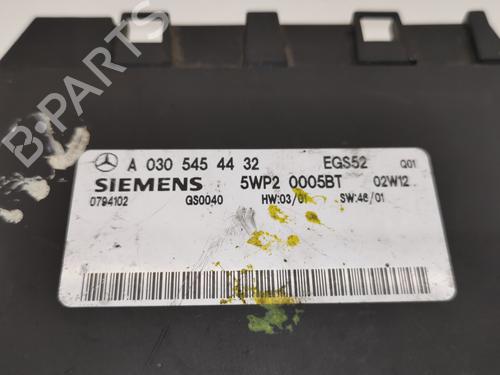 B-PARTS
A 030 545 44 32 EGS52 Q01
SIEMENS 5WP2 0005BT 02W12
0794102 GS0040 HW:03/01 SW:46/01